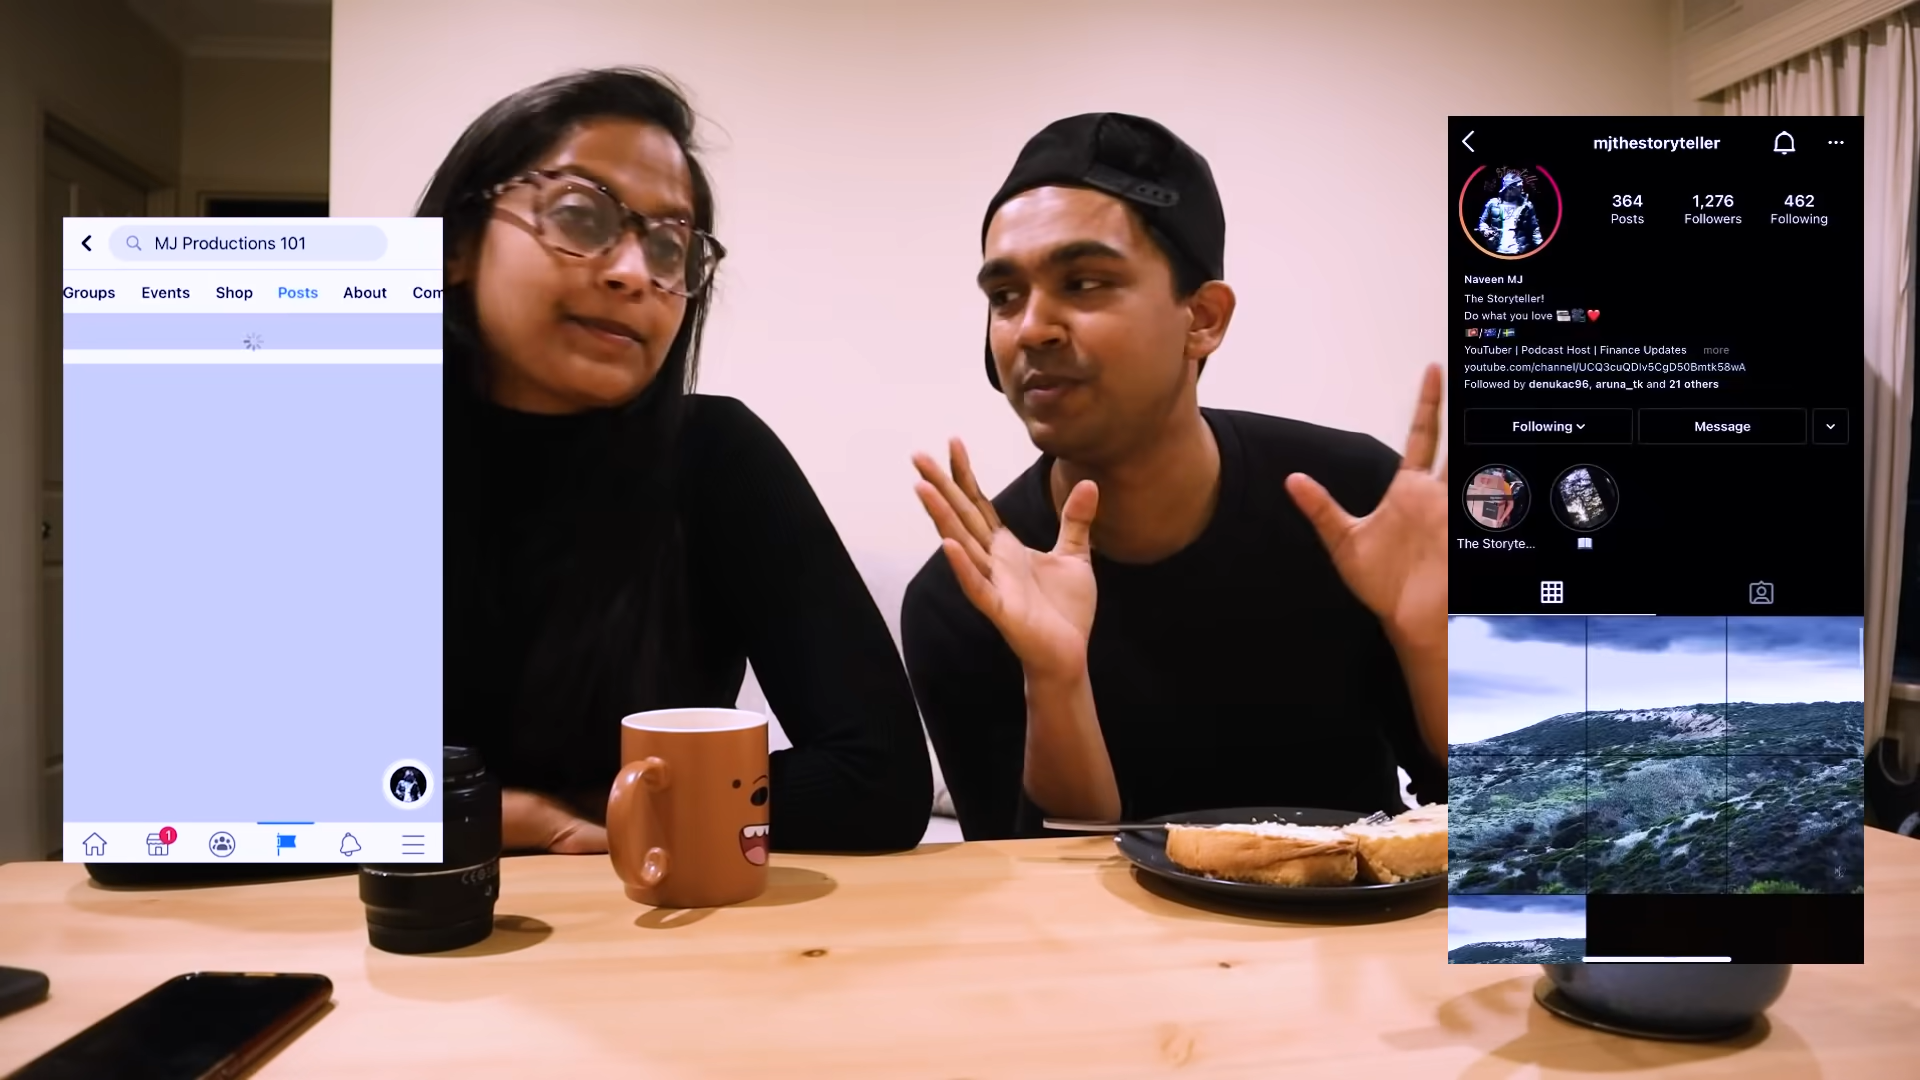 MJ Productions 101
Groups Events Shop Posts About Com
1
mjthestoryteller
364 1,276 462
Posts Followers Following
Naveen MJ
The Storyteller!
Do what you love
YouTuber | Podcast Host | Finance Updates more
youtube.com/channel/UCQ3cuQDIv5CgD50Bmtk58wA
Followed by denukac96, aruna_tk and 21 others
Following Message
The Storyte...